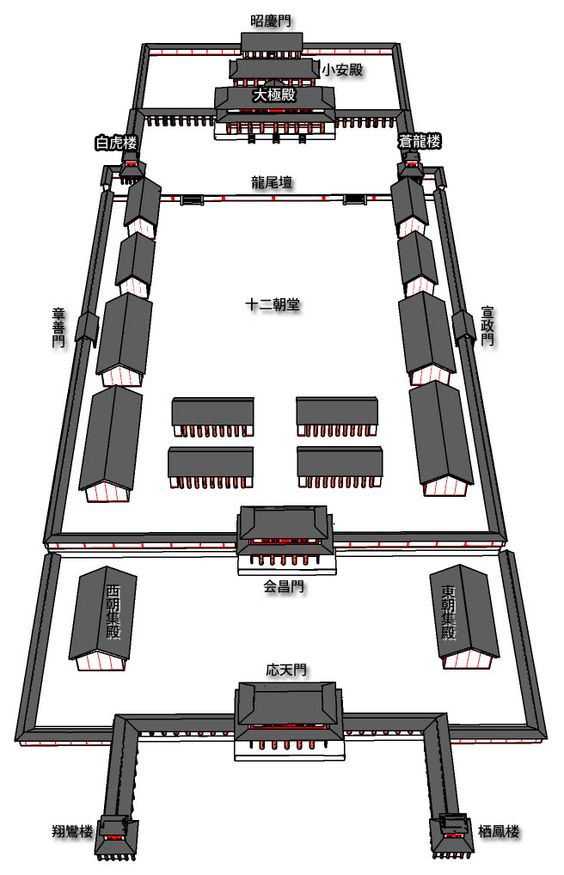 昭慶門
小安殿
大極殿
白虎楼
蒼龍楼
龍尾壇
十二朝堂
章善門
宣政門
会昌門
西朝集殿
東朝集殿
応天門
翔鸞楼
栖鳳楼